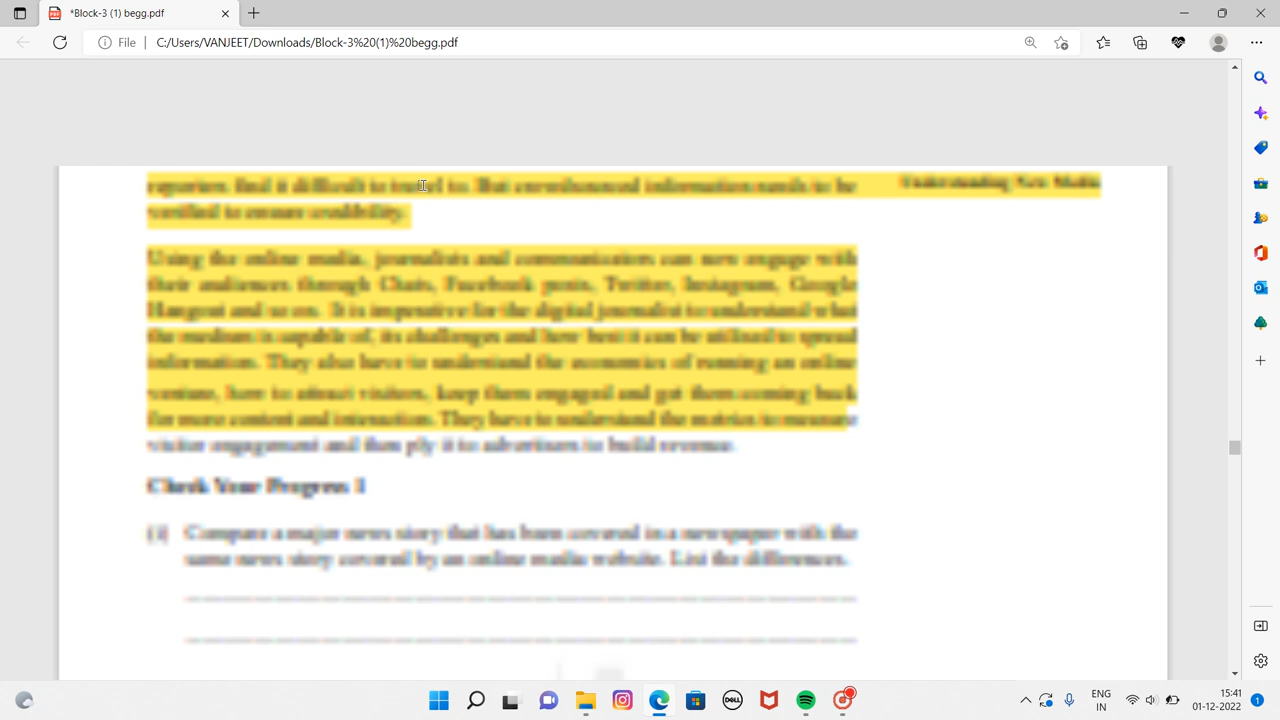 *Block-3 (1) begg.pdf
File
C:/Users/VANJEET/Downloads/Block-3%20(1)%20begg.pdf
reporters find it difficult to travel to. But crowdsourced information needs to be
Understanding New Media
verified to ensure credibility.
Using the online media, journalists and communicators can now engage with
their audiences through Chats, Facebook posts, Twitter, Instagram, Google
Hangout and so on. It is imperative for the digital journalist to understand what
the medium is capable of, its challenges and how best it can be utilised to spread
information. They also have to understand the economics of running an online
venture, how to attract visitors, keep them engaged and get them coming back
for more content and interaction. They have to understand the metrics to measure
visitor engagement and then ply it to advertisers to build revenue.
Check Your Progress 1
(i) Compare a major news story that has been covered in a newspaper with the
same news story covered by an online media website. List the differences.
DELL
ENG
IN
15:41
01-12-2022
1